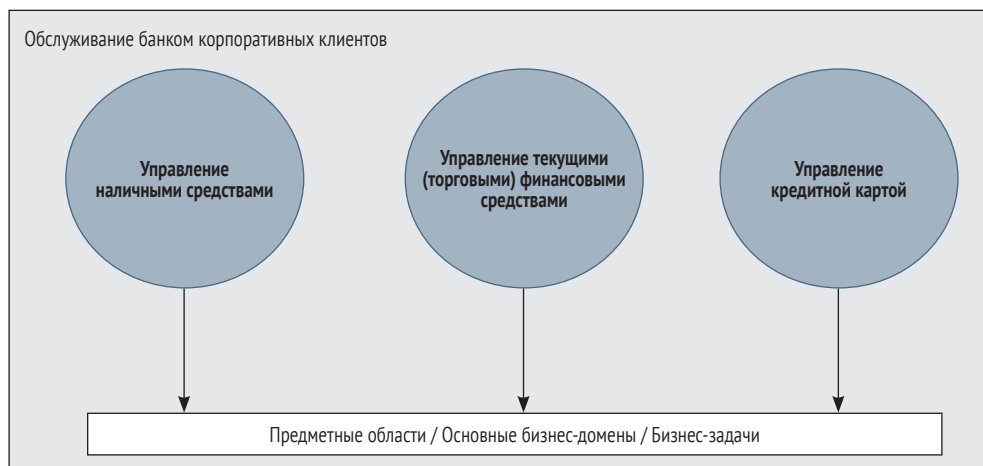 Обслуживание банком корпоративных клиентов
Управление
наличными средствами
Управление текущими
(торговыми) финансовыми
средствами
Управление
кредитной картой
Предметные области / Основные бизнес-домены / Бизнес-задачи